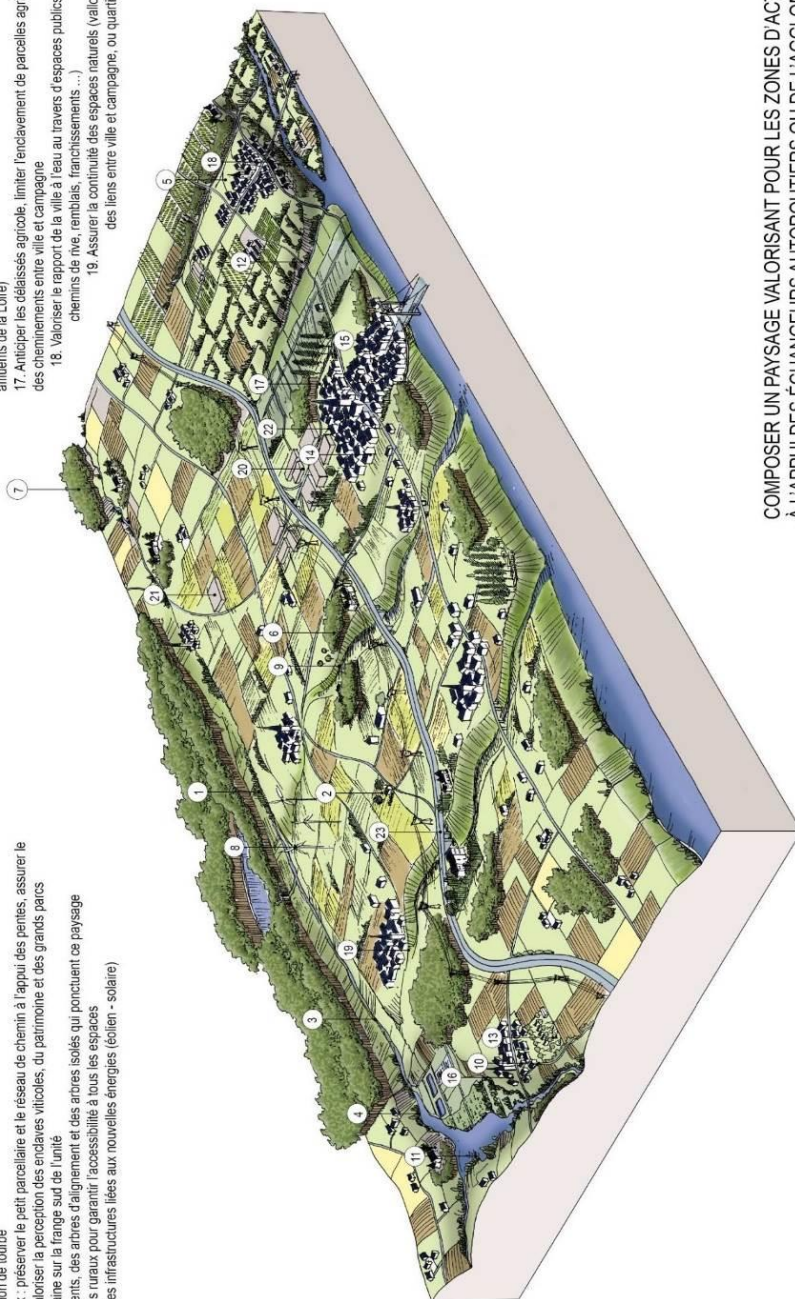 ion de tourbe
: préserver le petit parcellaire et le réseau de chemin à l'appui des pentes, assurer le
aloriser la perception des enclaves viticoles, du patrimoine et des grands parcs
ine sur la frange sud de l'unité
nts, des arbres d'alignement et des arbres isolés qui ponctuent ce paysage
s ruraux pour garantir l'accessibilité à tous les espaces
es infrastructures liées aux nouvelles énergies (éolien - solaire)
affluents de la Loire)
17. Anticiper les délaissés agricole, limiter l'enclavement de parcelles agr
des cheminements entre ville et campagne
18. Valoriser le rapport de la ville à l'eau au travers d'espaces publics
chemins de rive, remblais, franchissements ...)
19. Assurer la continuité des espaces naturels (vallo
des liens entre ville et campagne, ou quarti
7
5
18
12
21
20
17
22
14
15
1
8
9
6
2
3
19
23
4
16
10
13
11
COMPOSER UN PAYSAGE VALORISANT POUR LES ZONES D'ACT
À L'APPUI DES ÉCHANGEURS AUTOROUTIERS OU DE L'AGGLO